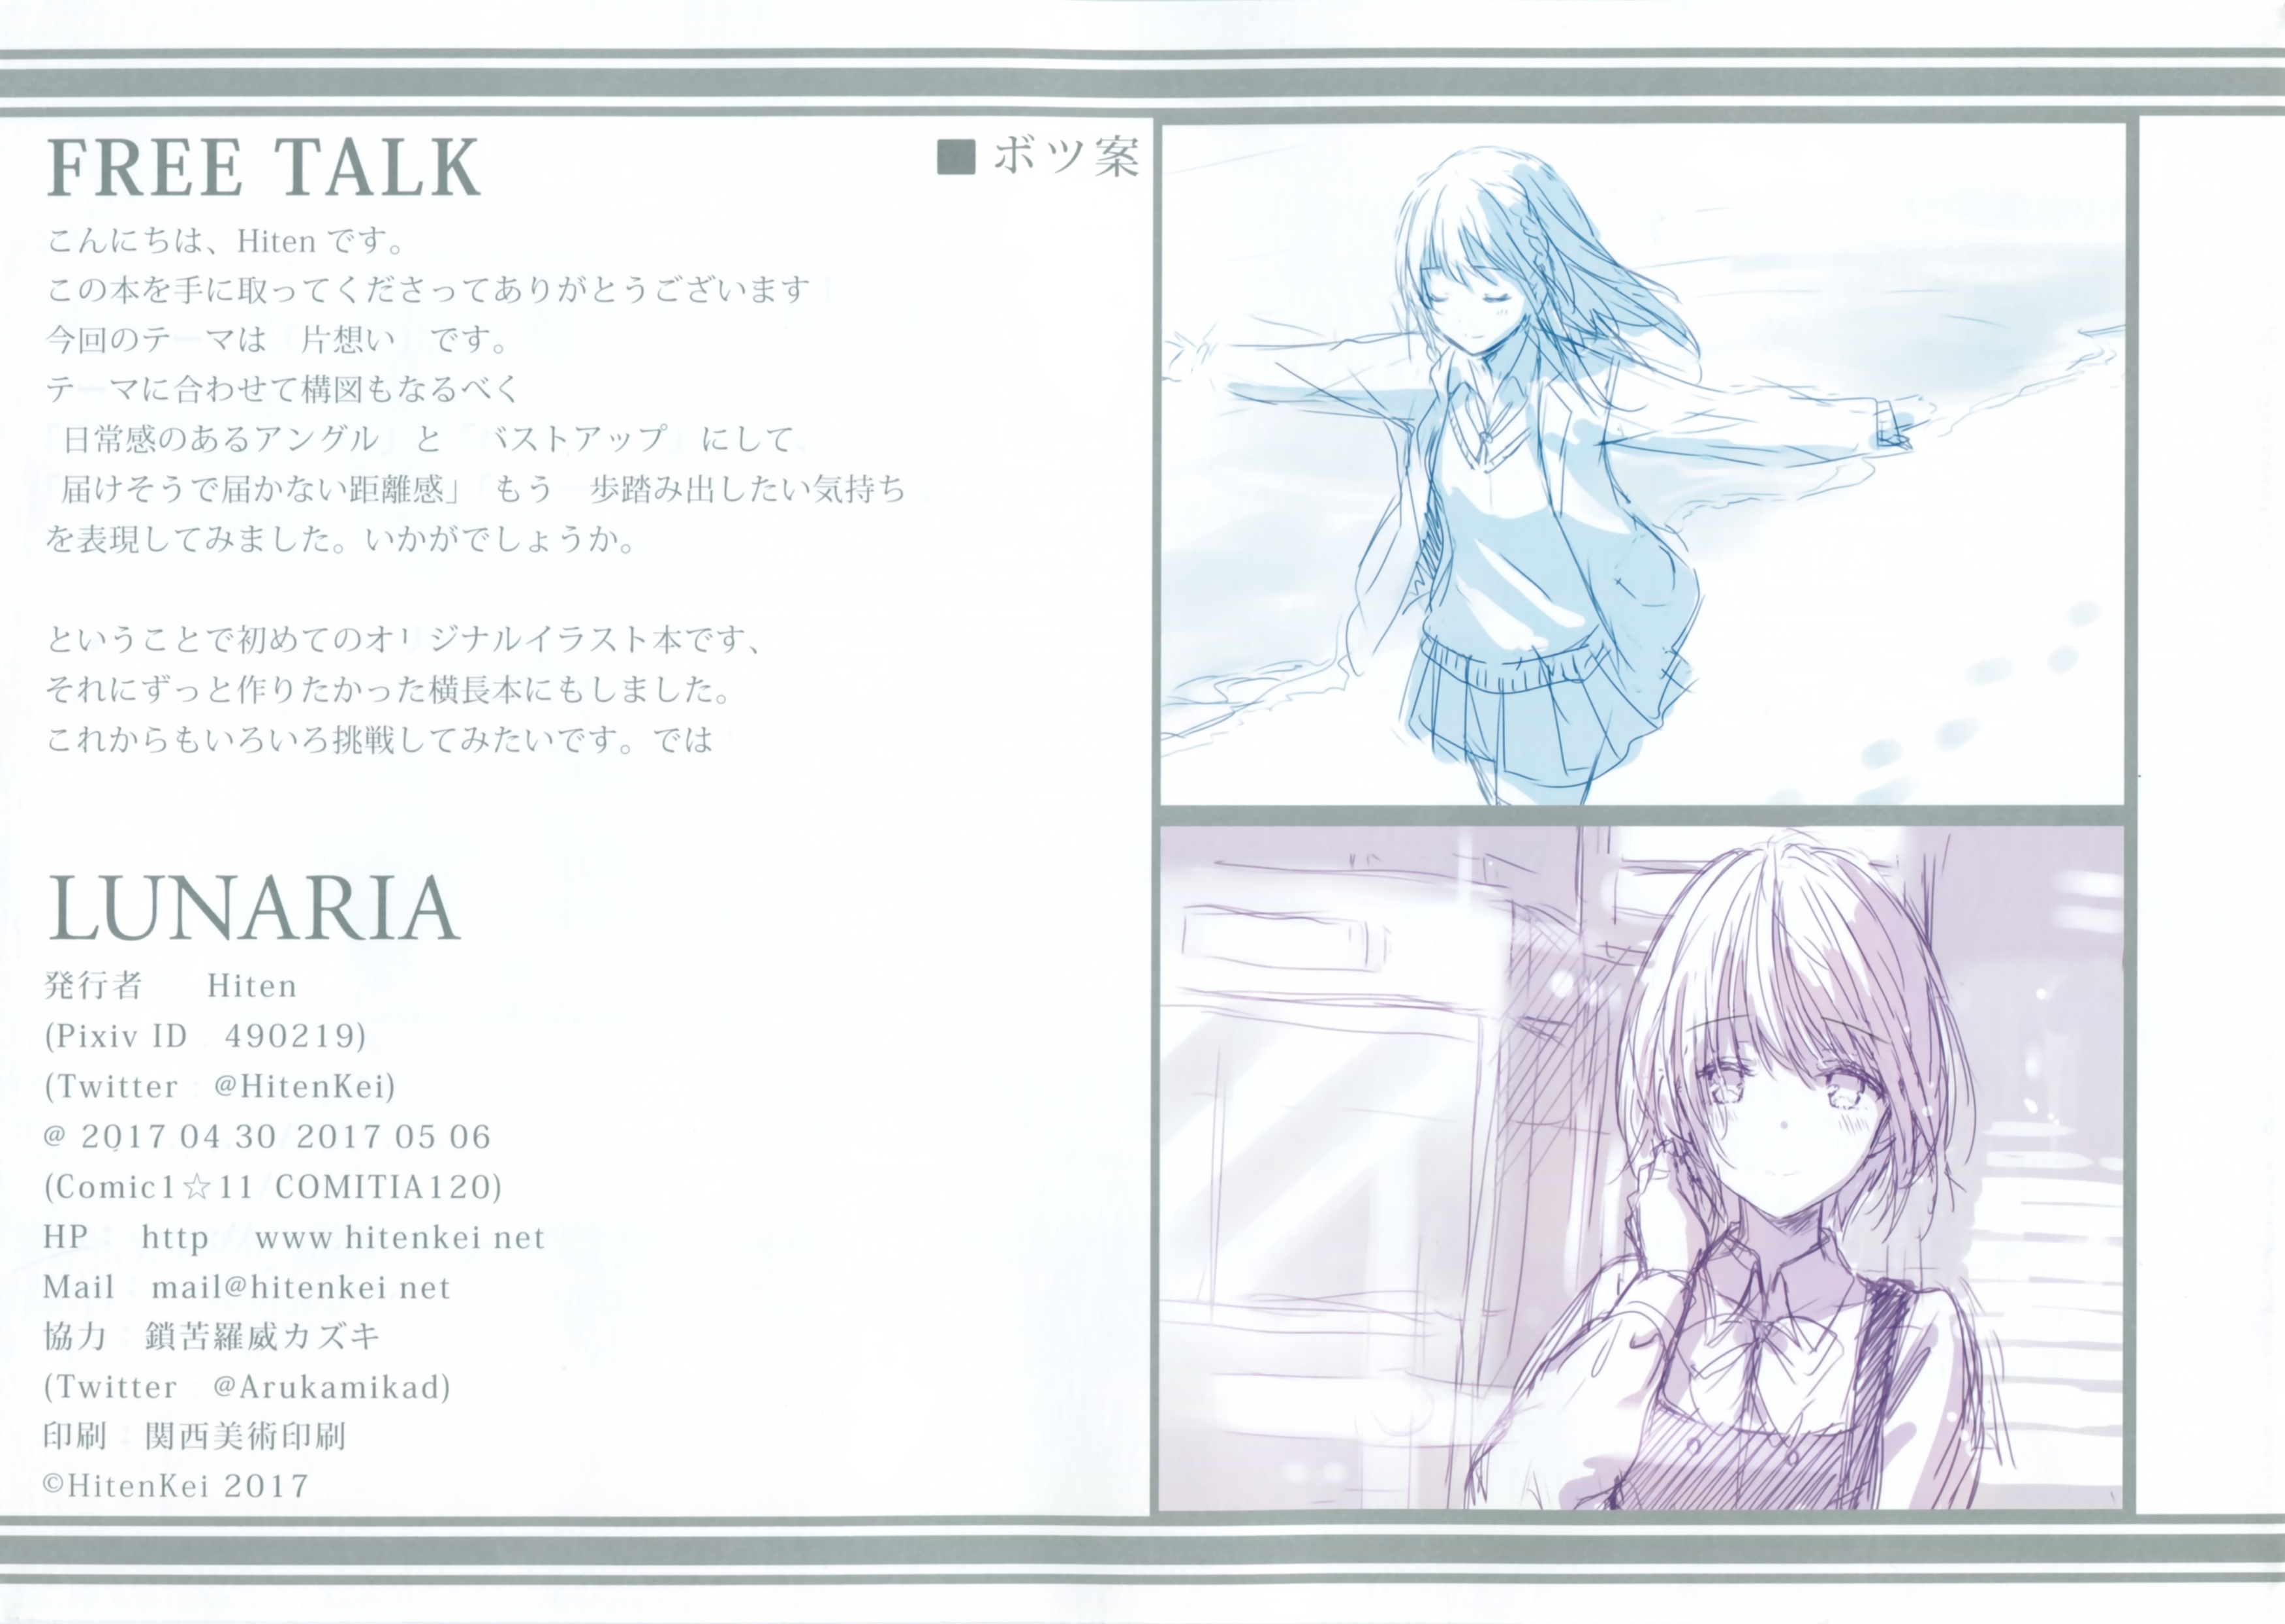 FREE TALK
こんにちは、Hiten です。
この本を手に取ってくださってありがとうございます
今回のテーマは「片想い」です。
テーマに合わせて構図もなるべく
「日常感のあるアングル」と「バストアップ」にして
「届けそうで届かない距離感」「もう一歩踏み出したい気持ち
を表現してみました。いかがでしょうか。
ということで初めてのオリジナルイラスト本です、
それにずっと作りたかった横長本にもしました。
これからもいろいろ挑戦してみたいです。では
■ ボツ案
LUNARIA
発行者 Hiten
(Pixiv ID 490219)
(Twitter : @HitenKei)
@ 2017 04 30 2017 05 06
(Comic1☆11 COMITIA120)
HP : http www hitenkei net
Mail mail@hitenkei net
協力 鎖苦羅威カズキ
(Twitter @Arukamikad)
印刷 : 関西美術印刷
©HitenKei 2017